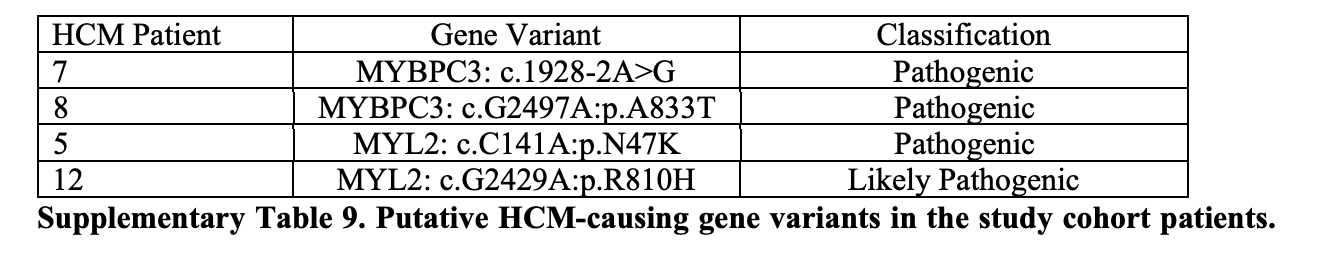 HCM Patient Gene Variant Classification
7 MYBPC3: c.1928-2A>G Pathogenic
8 MYBPC3: c.G2497A:p.A833T Pathogenic
5 MYL2: c.C141A:p.N47K Pathogenic
12 MYL2: c.G2429A:p.R810H Likely Pathogenic
Supplementary Table 9. Putative HCM-causing gene variants in the study cohort patients.